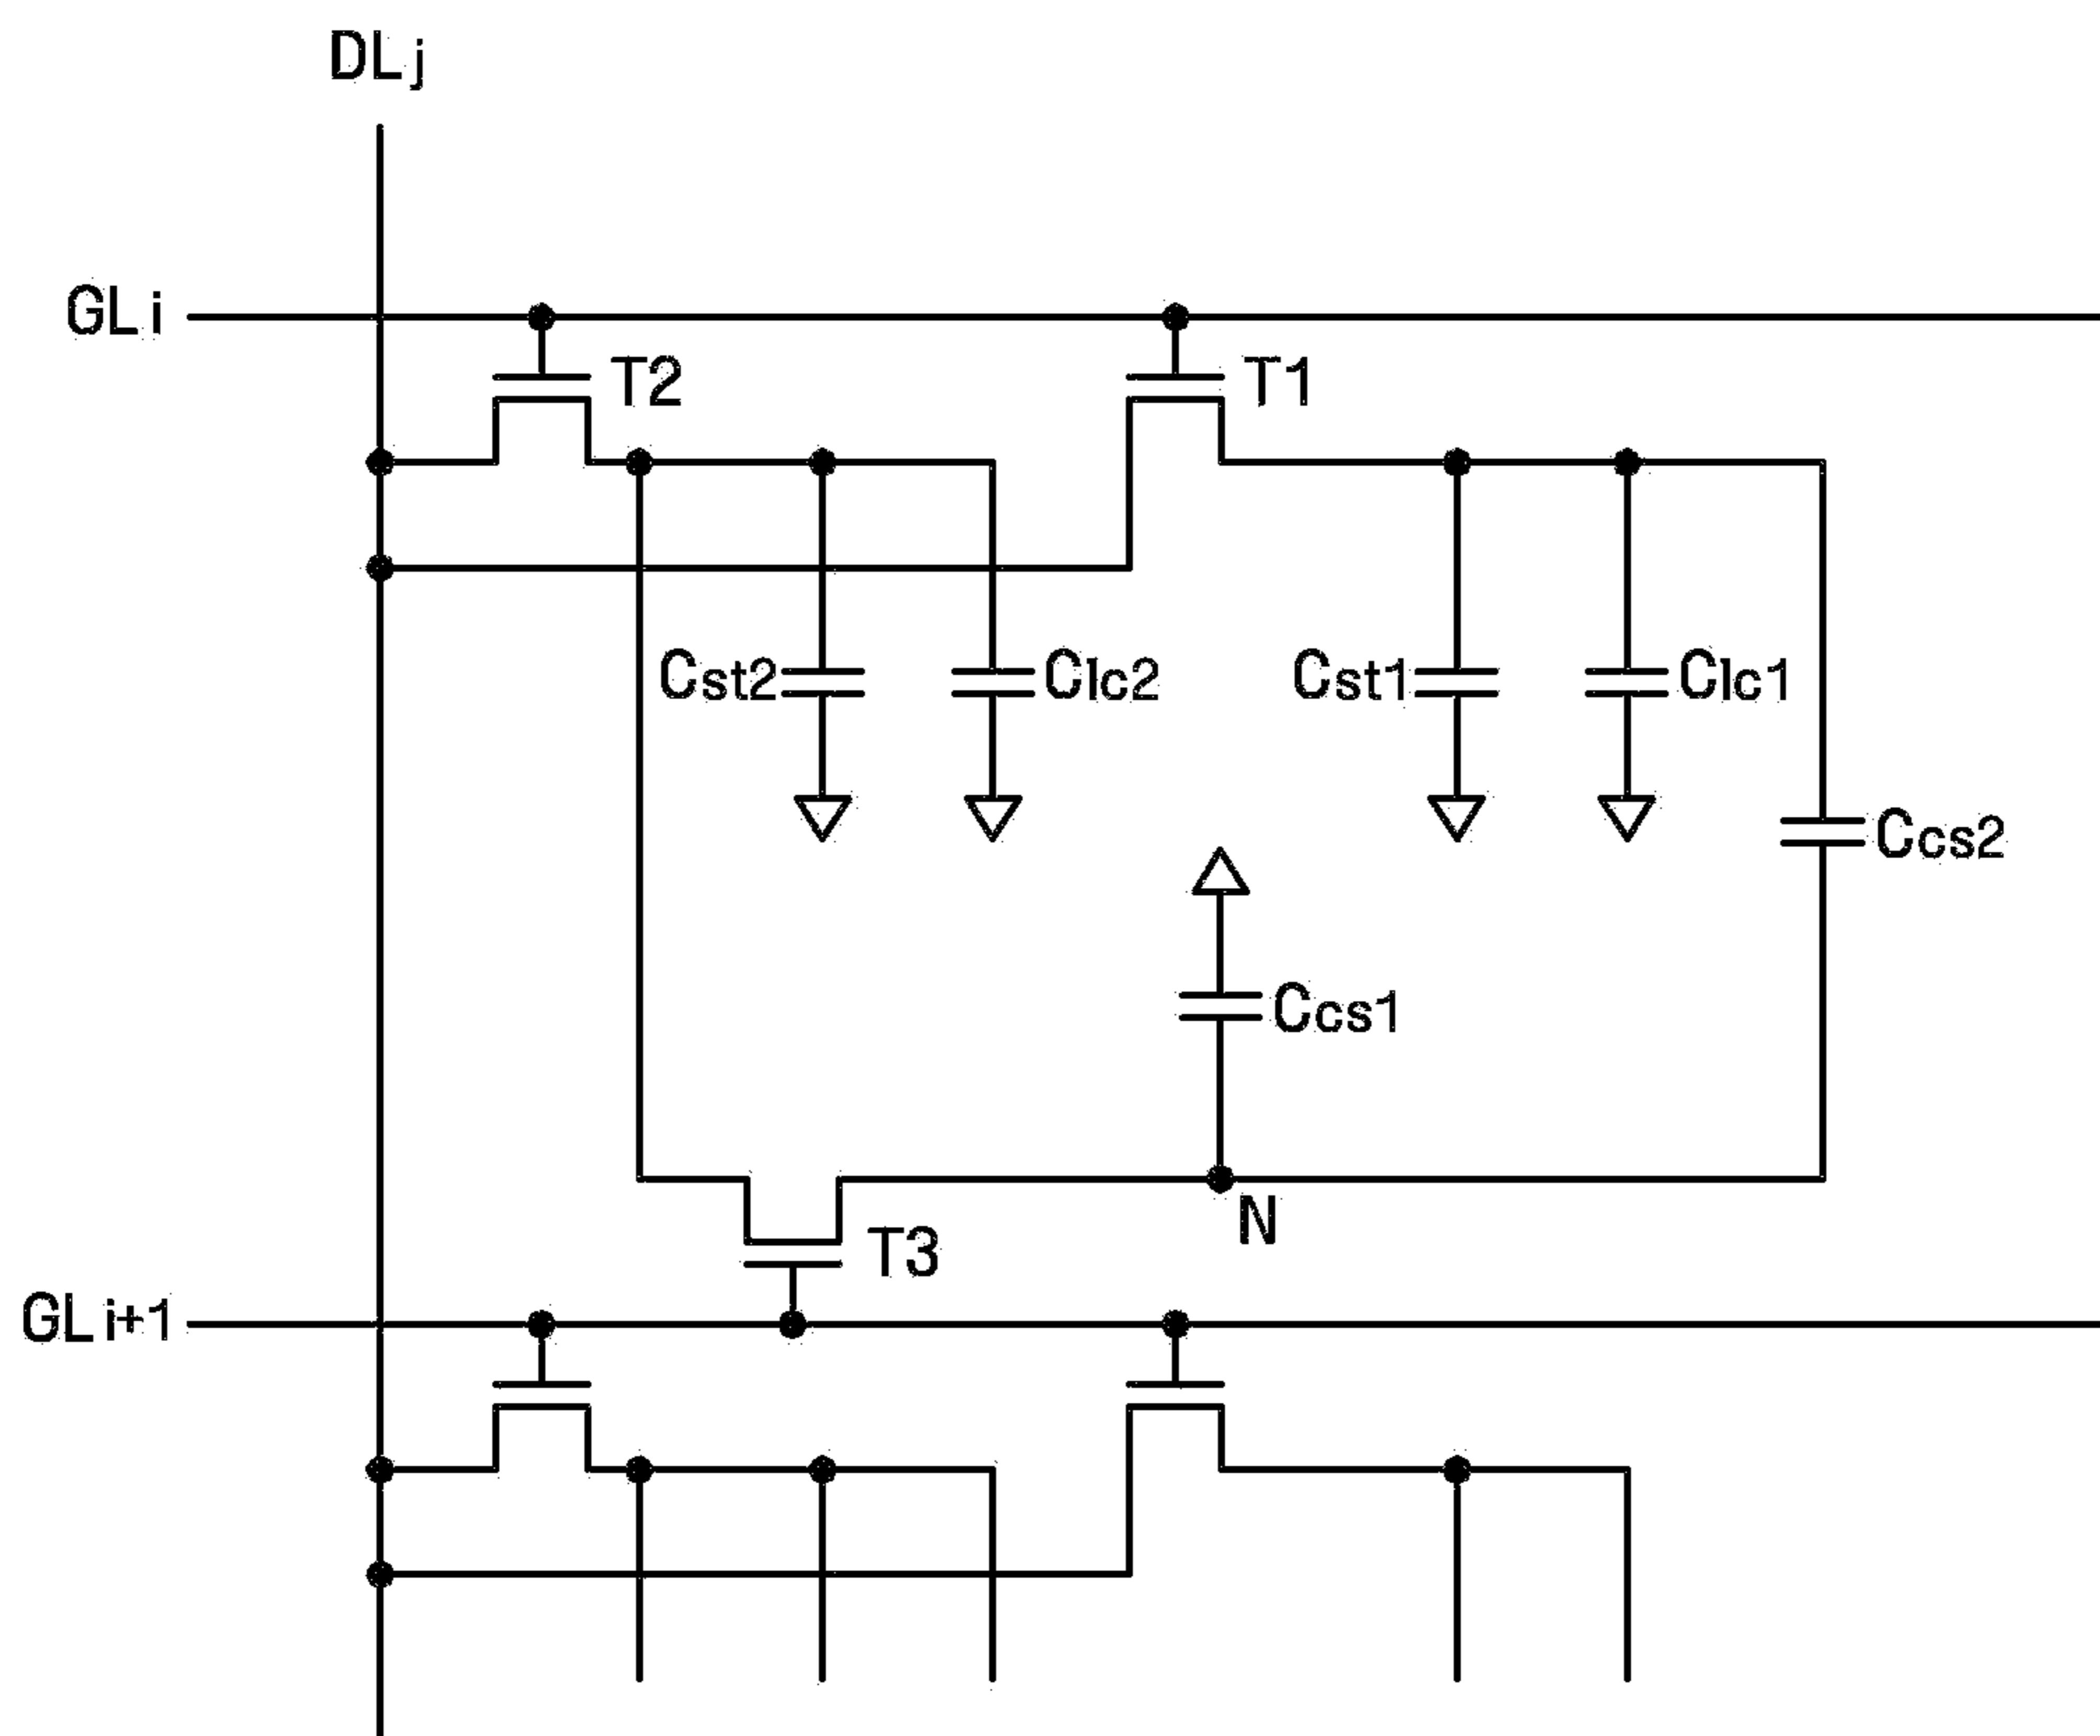 DLj
GLi
T2
T1
Cst2
Clc2
Cst1
Clc1
Ccs2
Ccs1
N
T3
GLi+1